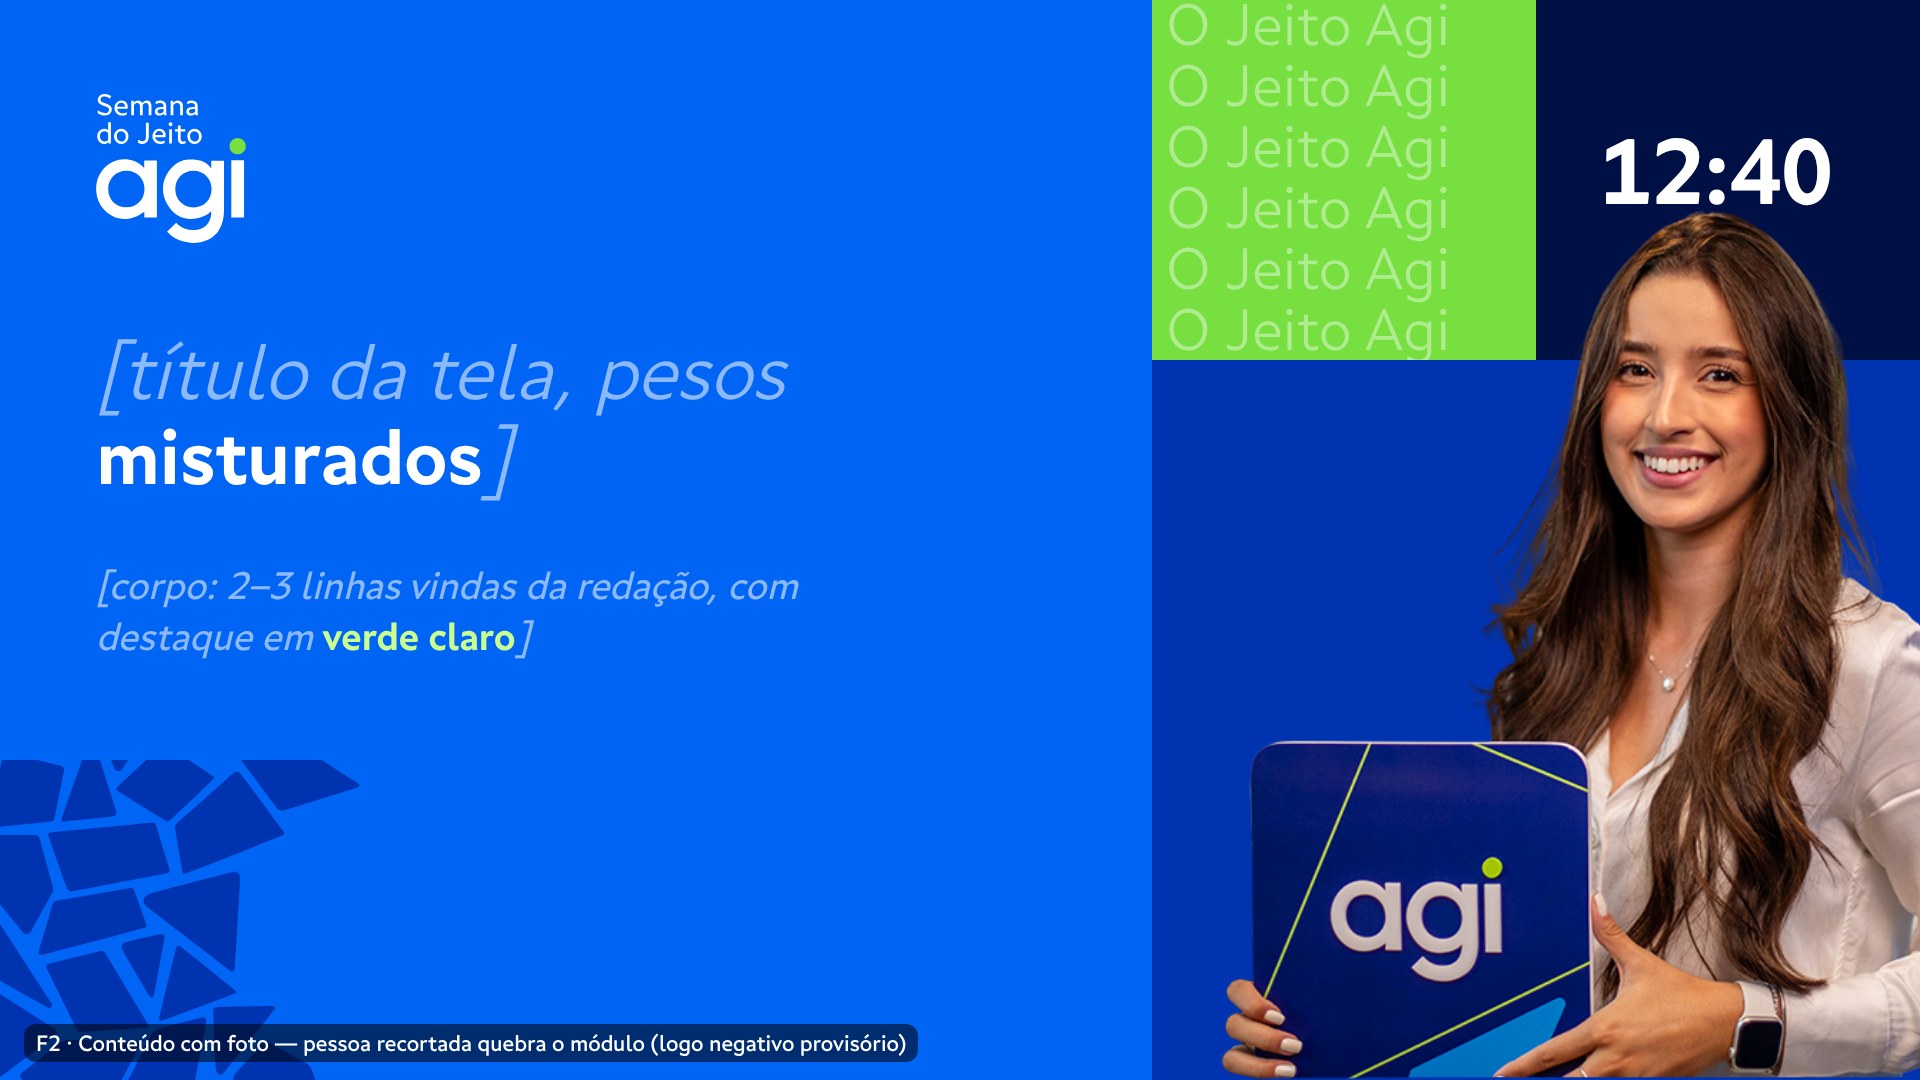 Semana
do Jeito
agi
[título da tela, pesos
misturados]
[corpo: 2–3 linhas vindas da redação, com
destaque em verde claro]
F2 · Conteúdo com foto — pessoa recortada quebra o módulo (logo negativo provisório)
O Jeito Agi
O Jeito Agi
O Jeito Agi
O Jeito Agi
O Jeito Agi
O Jeito Agi
12:40
agi